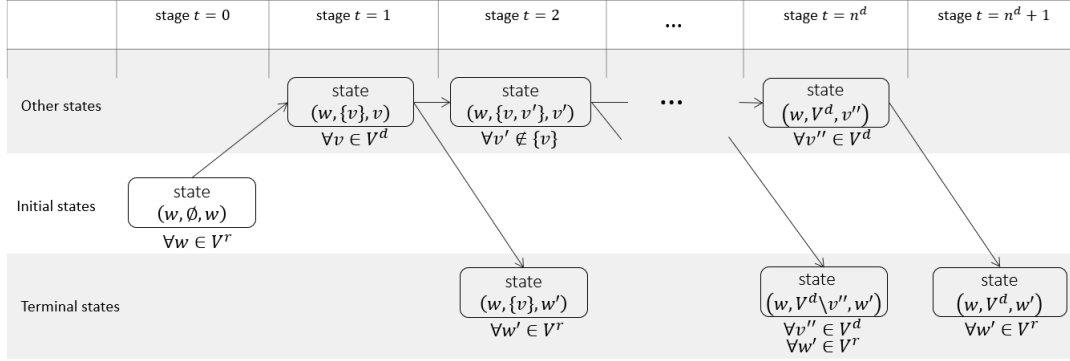 stage t = 0 stage t = 1 stage t = 2 ... stage t = n^d stage t = n^d + 1
Other states
state
(w, {v}, v)
∀v ∈ V^d
state
(w, {v, v'}, v')
∀v' ∉ {v}
...
state
(w, V^d, v'')
∀v'' ∈ V^d
Initial states
state
(w, ∅, w)
∀w ∈ V^r
Terminal states
state
(w, {v}, w')
∀w' ∈ V^r
state
(w, V^d\v'', w')
∀v'' ∈ V^d
∀w' ∈ V^r
state
(w, V^d, w')
∀w' ∈ V^r